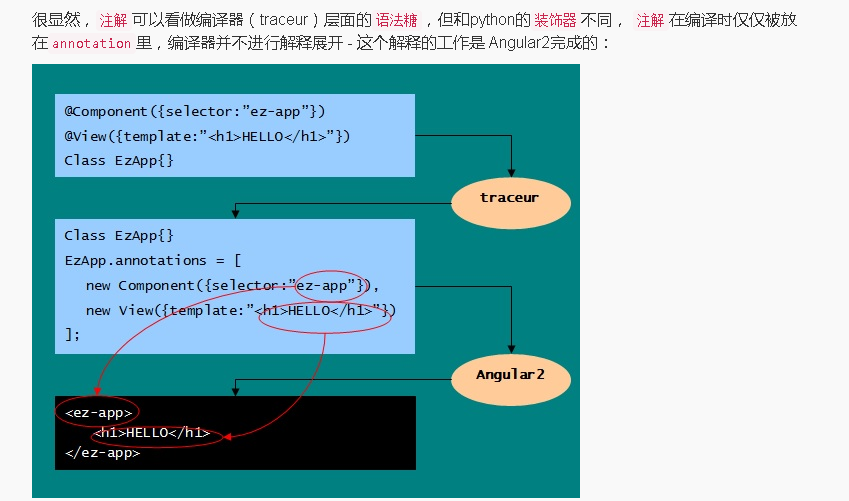 很显然， 注解 可以看做编译器（traceur）层面的 语法糖 ，但和python的 装饰器 不同， 注解 在编译时仅仅被放
在 annotation 里，编译器并不进行解释展开 - 这个解释的工作是 Angular2完成的：
@Component({selector:”ez-app”})
@View({template:”<h1>HELLO</h1>”})
Class EzApp{}
traceur
Class EzApp{}
EzApp.annotations = [
new Component({selector:”ez-app”}),
new View({template:”<h1>HELLO</h1>”})
];
Angular2
<ez-app>
<h1>HELLO</h1>
</ez-app>